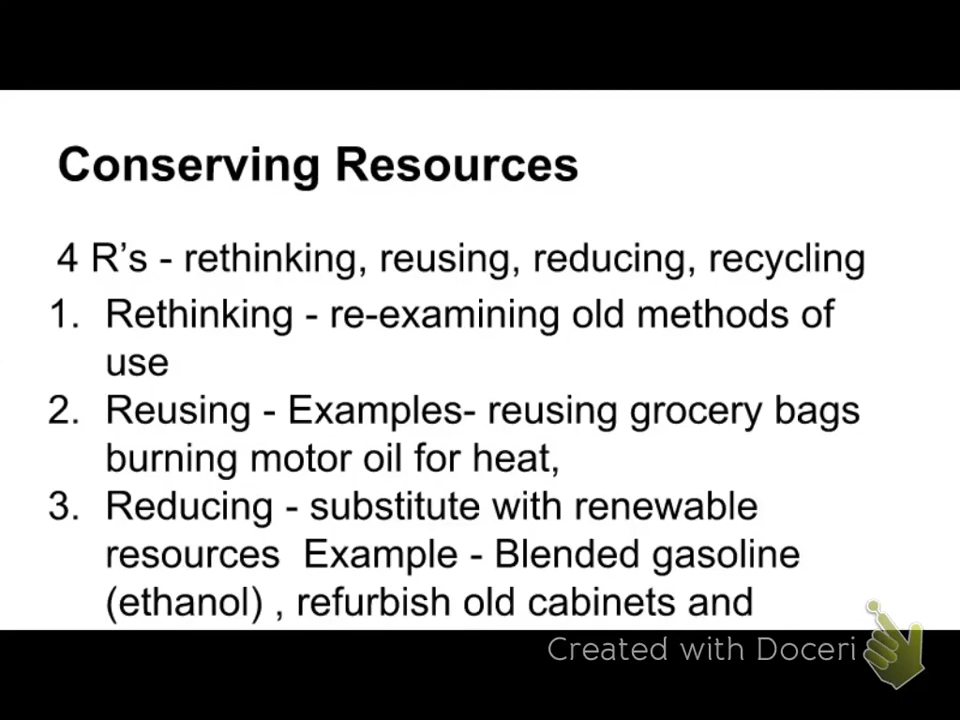 Conserving Resources
4 R’s - rethinking, reusing, reducing, recycling
1. Rethinking - re-examining old methods of
use
2. Reusing - Examples- reusing grocery bags
burning motor oil for heat,
3. Reducing - substitute with renewable
resources  Example - Blended gasoline
(ethanol) , refurbish old cabinets and
Created with Doceri